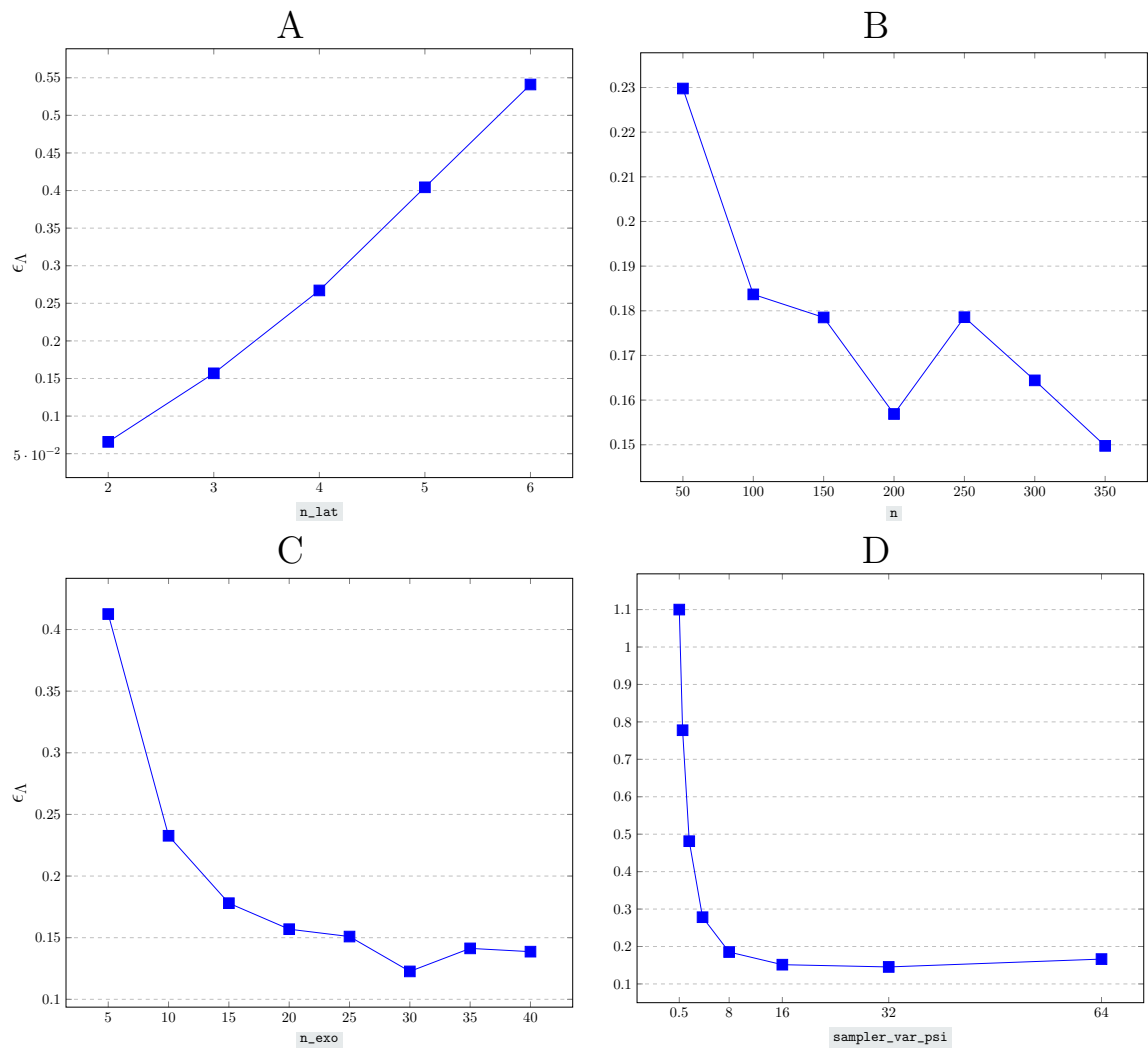 A
ϵ_Λ
0.55
0.5
0.45
0.4
0.35
0.3
0.25
0.2
0.15
0.1
5 · 10⁻²
2 3 4 5 6
n_lat
B
0.23
0.22
0.21
0.2
0.19
0.18
0.17
0.16
0.15
50 100 150 200 250 300 350
n
C
ϵ_Λ
0.4
0.35
0.3
0.25
0.2
0.15
0.1
5 10 15 20 25 30 35 40
n_exo
D
1.1
1
0.9
0.8
0.7
0.6
0.5
0.4
0.3
0.2
0.1
0.5 8 16 32 64
sampler_var_psi